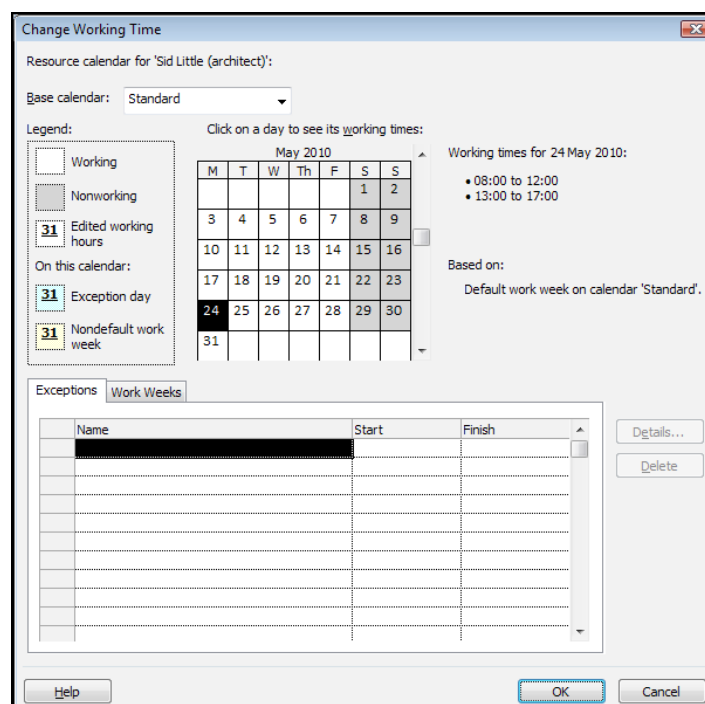 Change Working Time
Resource calendar for 'Sid Little (architect)':
Base calendar: Standard
Legend:
Working
Nonworking
31 Edited working
hours
On this calendar:
31 Exception day
31 Nondefault work
week
Click on a day to see its working times:
May 2010
M T W Th F S S
1 2
3 4 5 6 7 8 9
10 11 12 13 14 15 16
17 18 19 20 21 22 23
24 25 26 27 28 29 30
31
Working times for 24 May 2010:
• 08:00 to 12:00
• 13:00 to 17:00
Based on:
Default work week on calendar 'Standard'.
Exceptions Work Weeks
Name Start Finish
Details...
Delete
Help OK Cancel